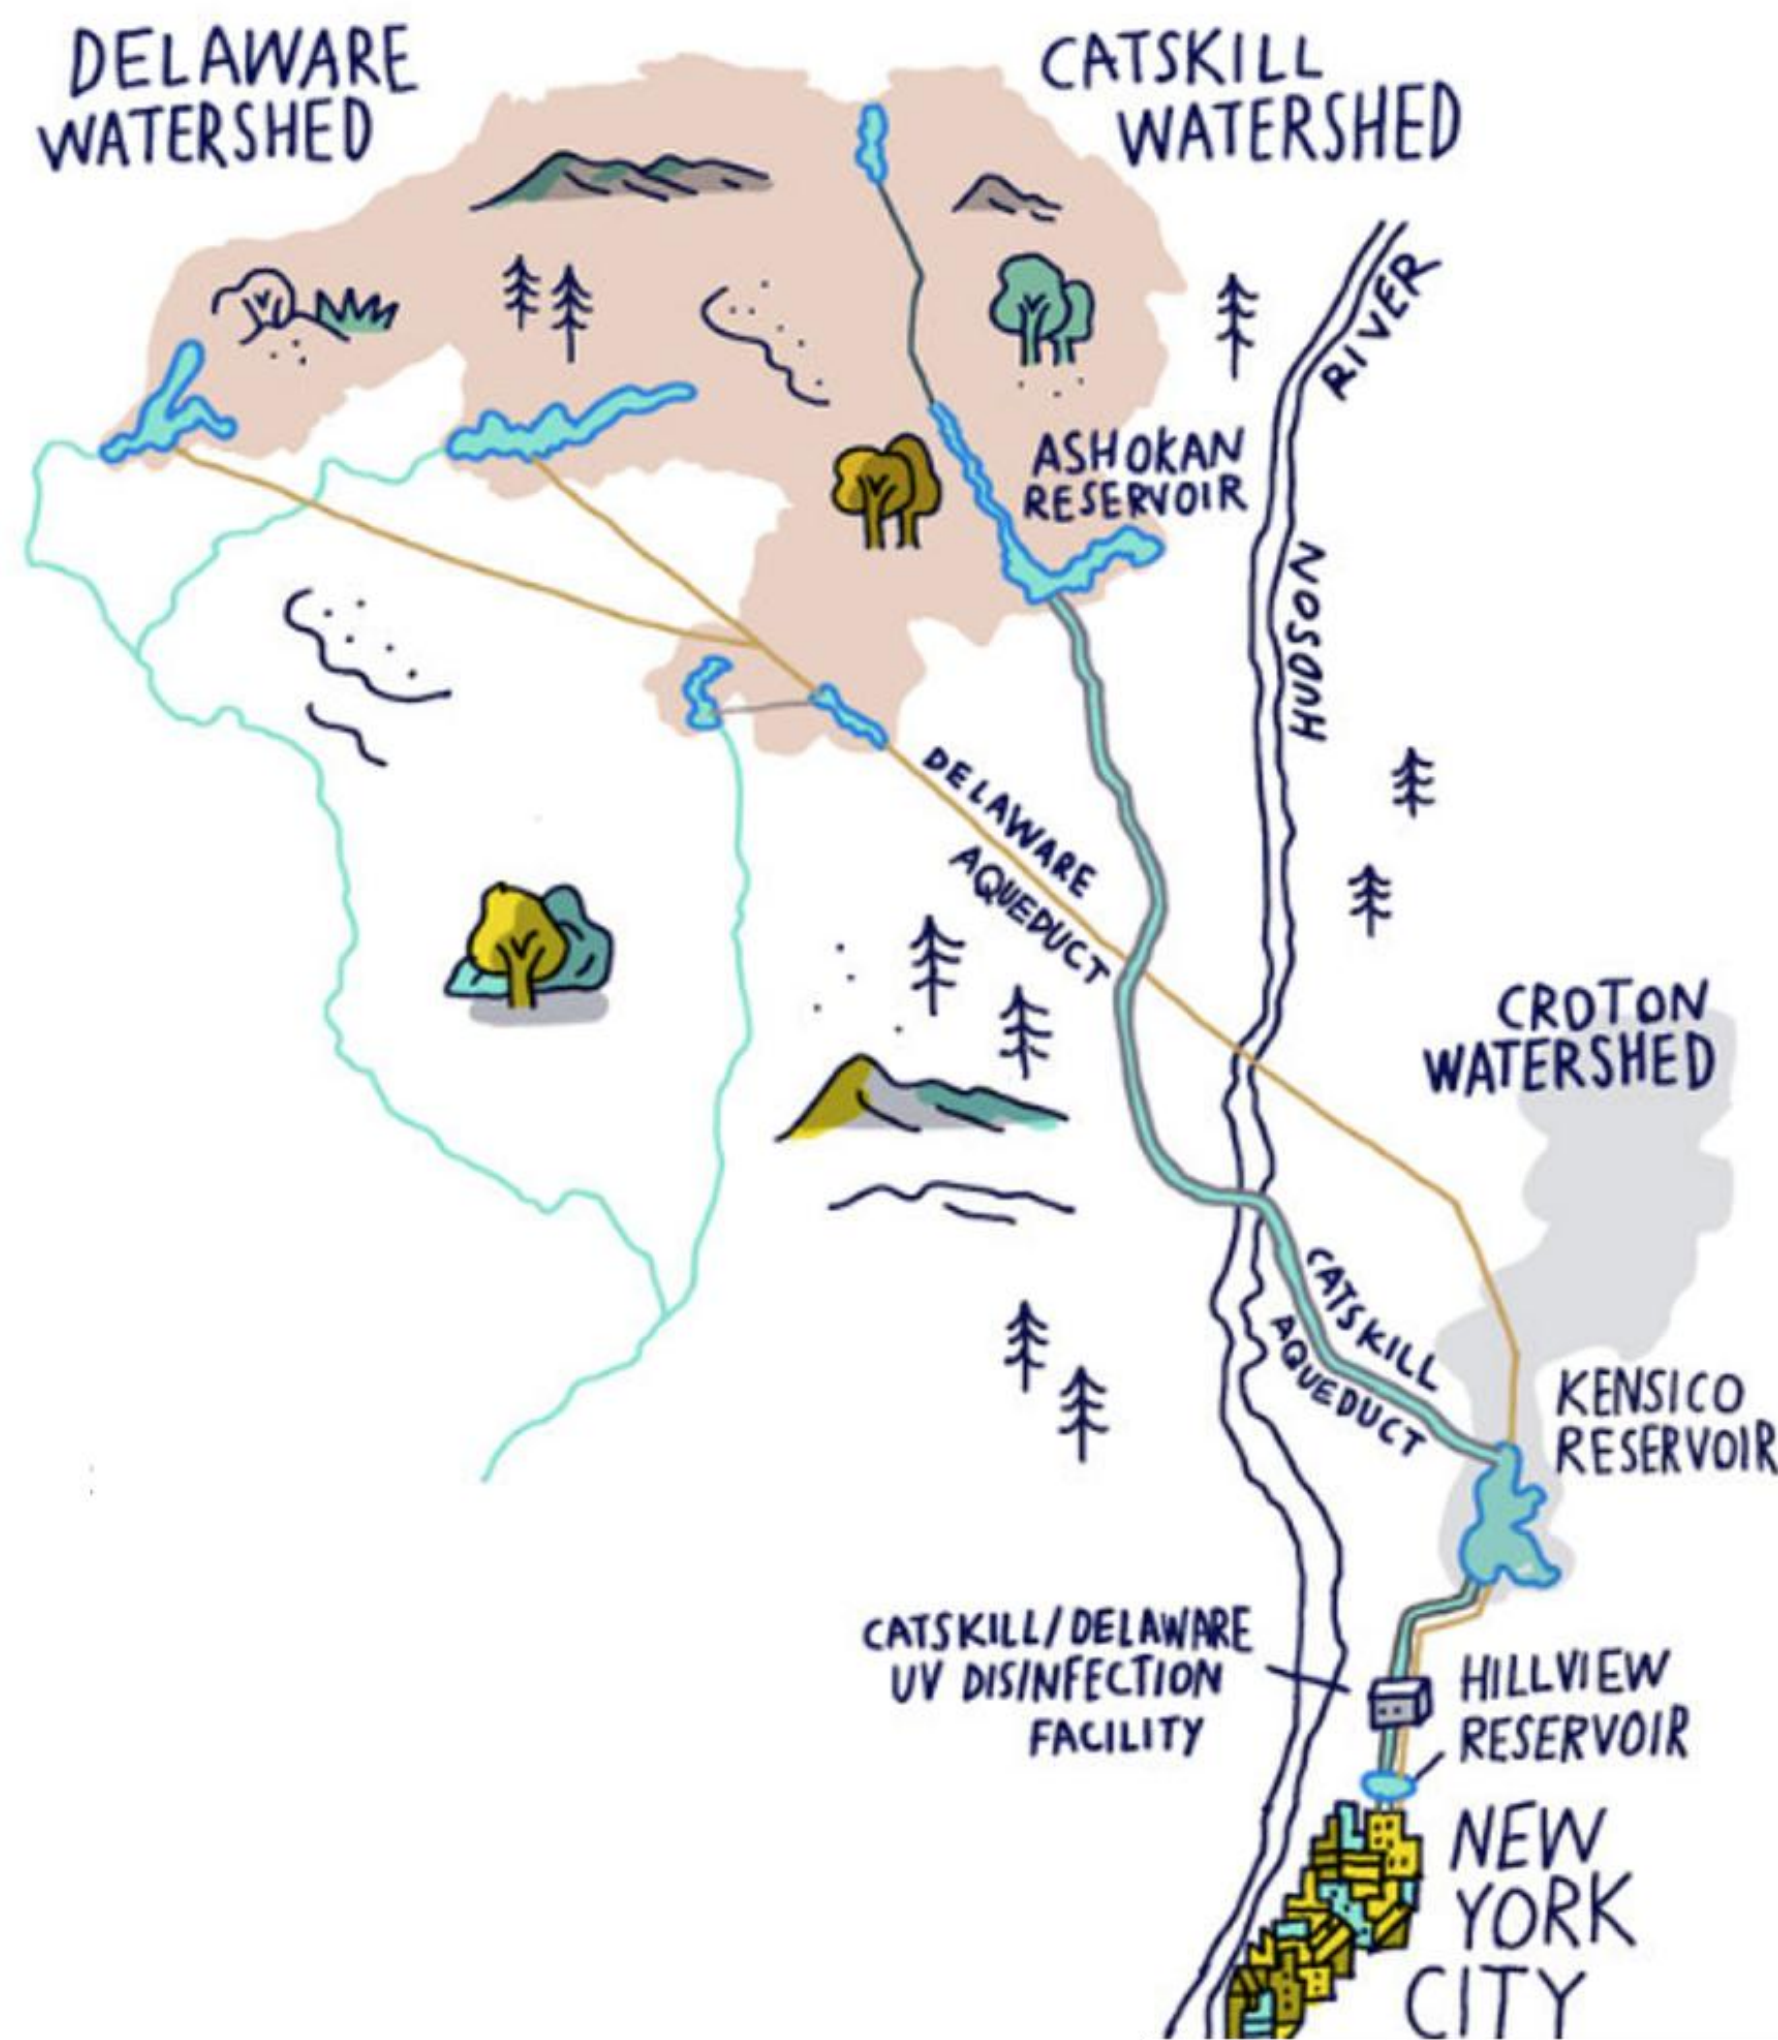 DELAWARE
WATERSHED
CATSKILL
WATERSHED
RIVER
ASHOKAN
RESERVOIR
HUDSON
DELAWARE
AQUEDUCT
CROTON
WATERSHED
CATSKILL
AQUEDUCT
KENSICO
RESERVOIR
CATSKILL/DELAWARE
UV DISINFECTION
FACILITY
HILLVIEW
RESERVOIR
NEW
YORK
CITY